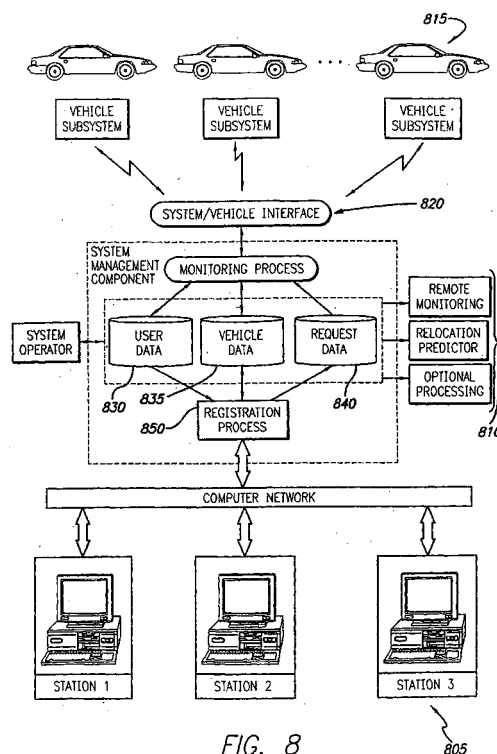 815
VEHICLE
SUBSYSTEM
VEHICLE
SUBSYSTEM
VEHICLE
SUBSYSTEM
SYSTEM/VEHICLE INTERFACE
820
SYSTEM
MANAGEMENT
COMPONENT
MONITORING PROCESS
SYSTEM
OPERATOR
USER
DATA
VEHICLE
DATA
REQUEST
DATA
830
835
840
REMOTE
MONITORING
RELOCATION
PREDICTOR
OPTIONAL
PROCESSING
810
850
REGISTRATION
PROCESS
COMPUTER NETWORK
STATION 1
STATION 2
STATION 3
805
FIG. 8